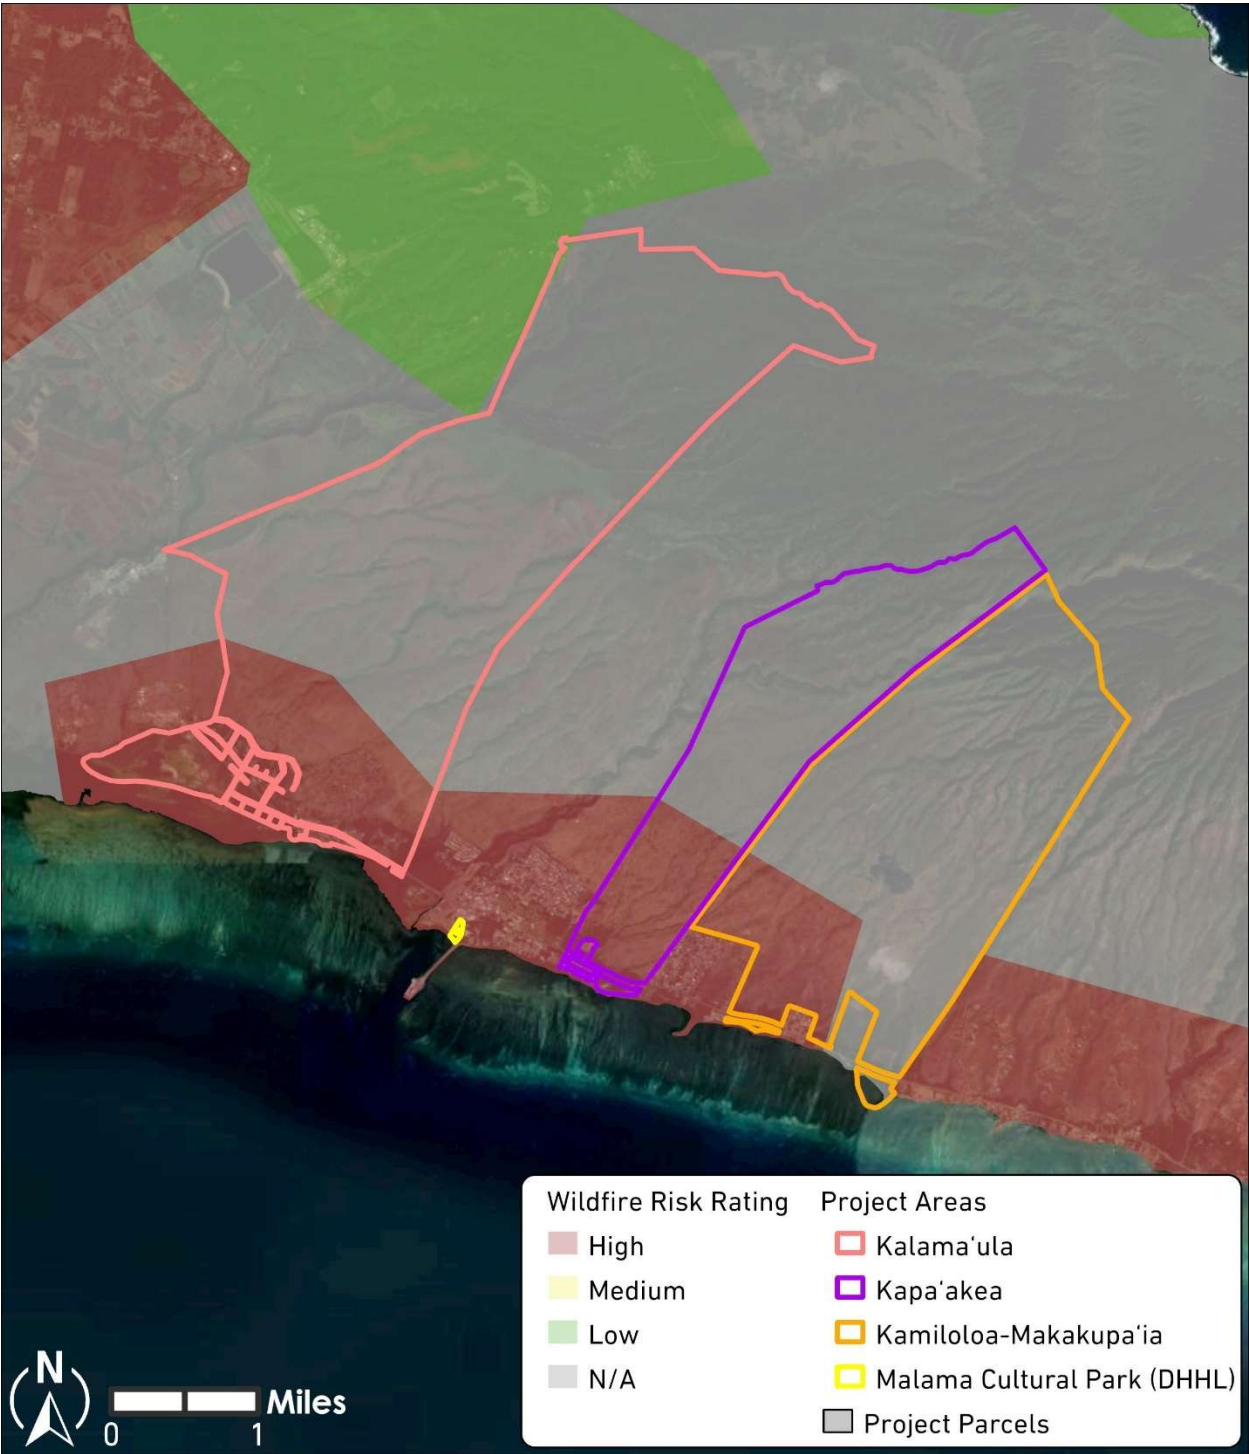 Wildfire Risk Rating
High
Medium
Low
N/A
Project Areas
Kalamaʻula
Kapaʻakea
Kamiloloa-Makakupaʻia
Malama Cultural Park (DHHL)
Project Parcels
N
Miles
0 1